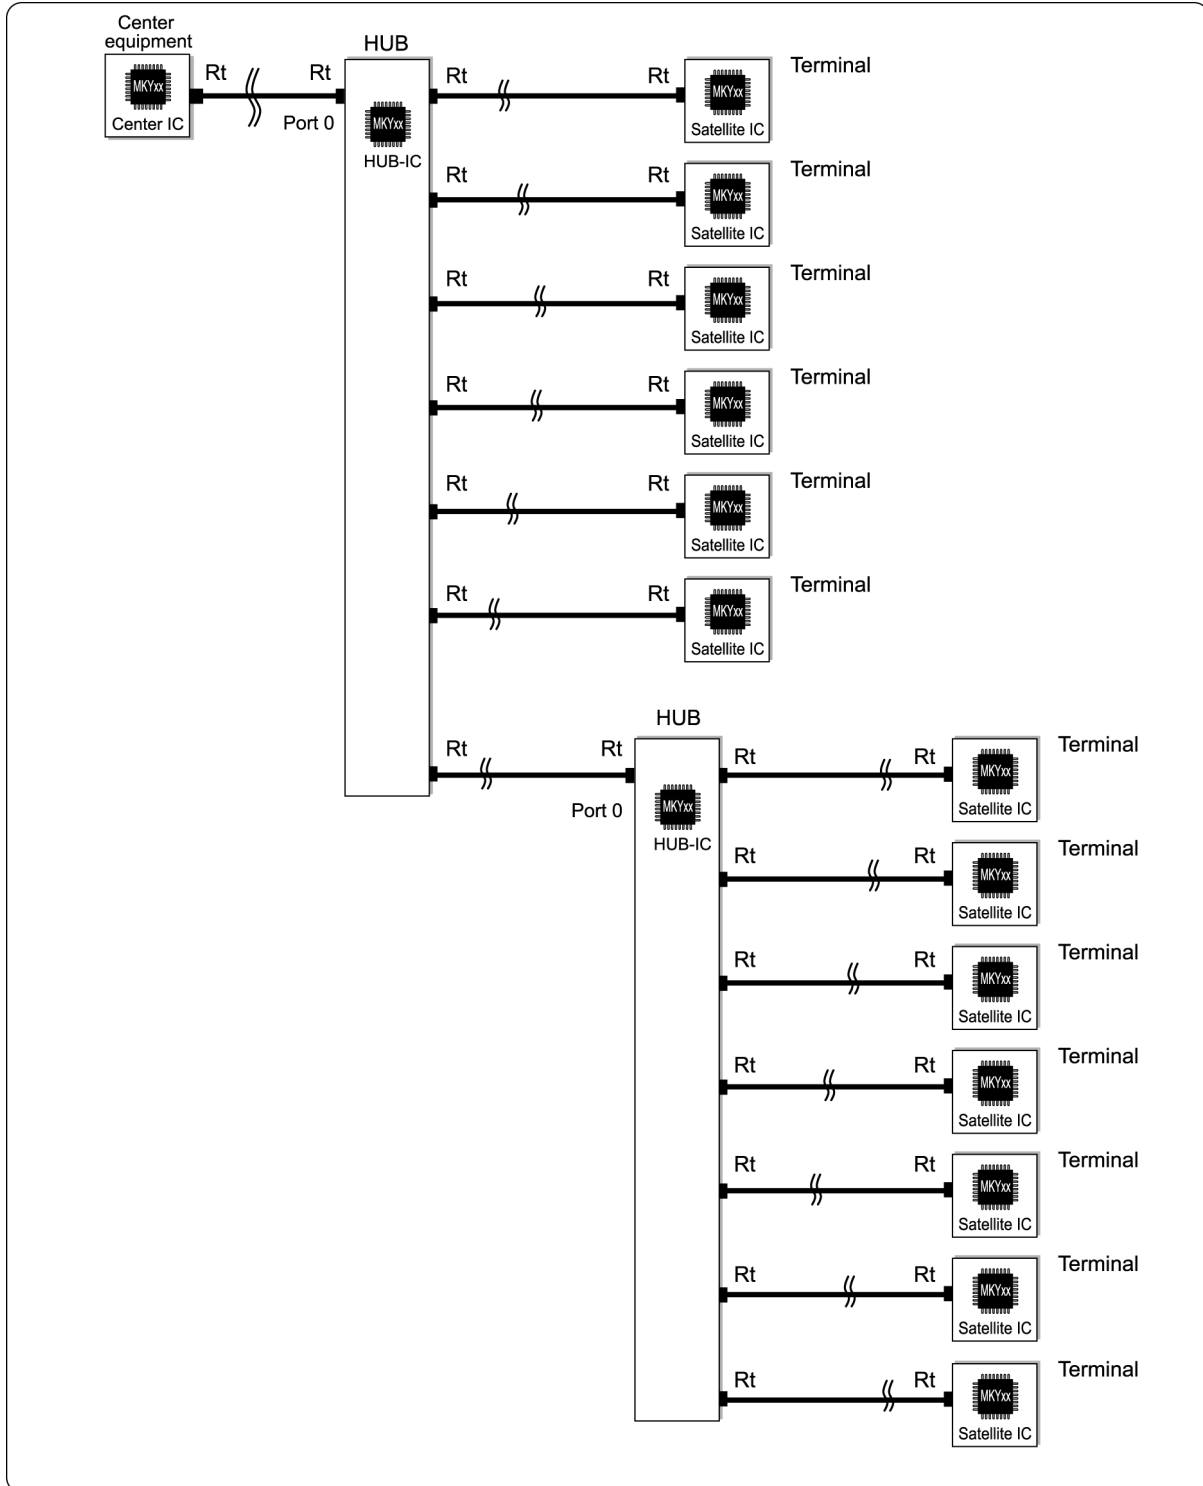 Center
equipment
HUB
Rt Rt Rt Rt Terminal
MKYxx MKYxx
Center IC Port 0 MKYxx Satellite IC
HUB-IC
Rt Rt Terminal
MKYxx
Satellite IC
Rt Rt Terminal
MKYxx
Satellite IC
Rt Rt Terminal
MKYxx
Satellite IC
Rt Rt Terminal
MKYxx
Satellite IC
Rt Rt Terminal
MKYxx
Satellite IC
HUB
Rt Rt Rt Rt Terminal
MKYxx
Port 0 MKYxx Satellite IC
HUB-IC
Rt Rt Terminal
MKYxx
Satellite IC
Rt Rt Terminal
MKYxx
Satellite IC
Rt Rt Terminal
MKYxx
Satellite IC
Rt Rt Terminal
MKYxx
Satellite IC
Rt Rt Terminal
MKYxx
Satellite IC
Rt Rt Terminal
MKYxx
Satellite IC